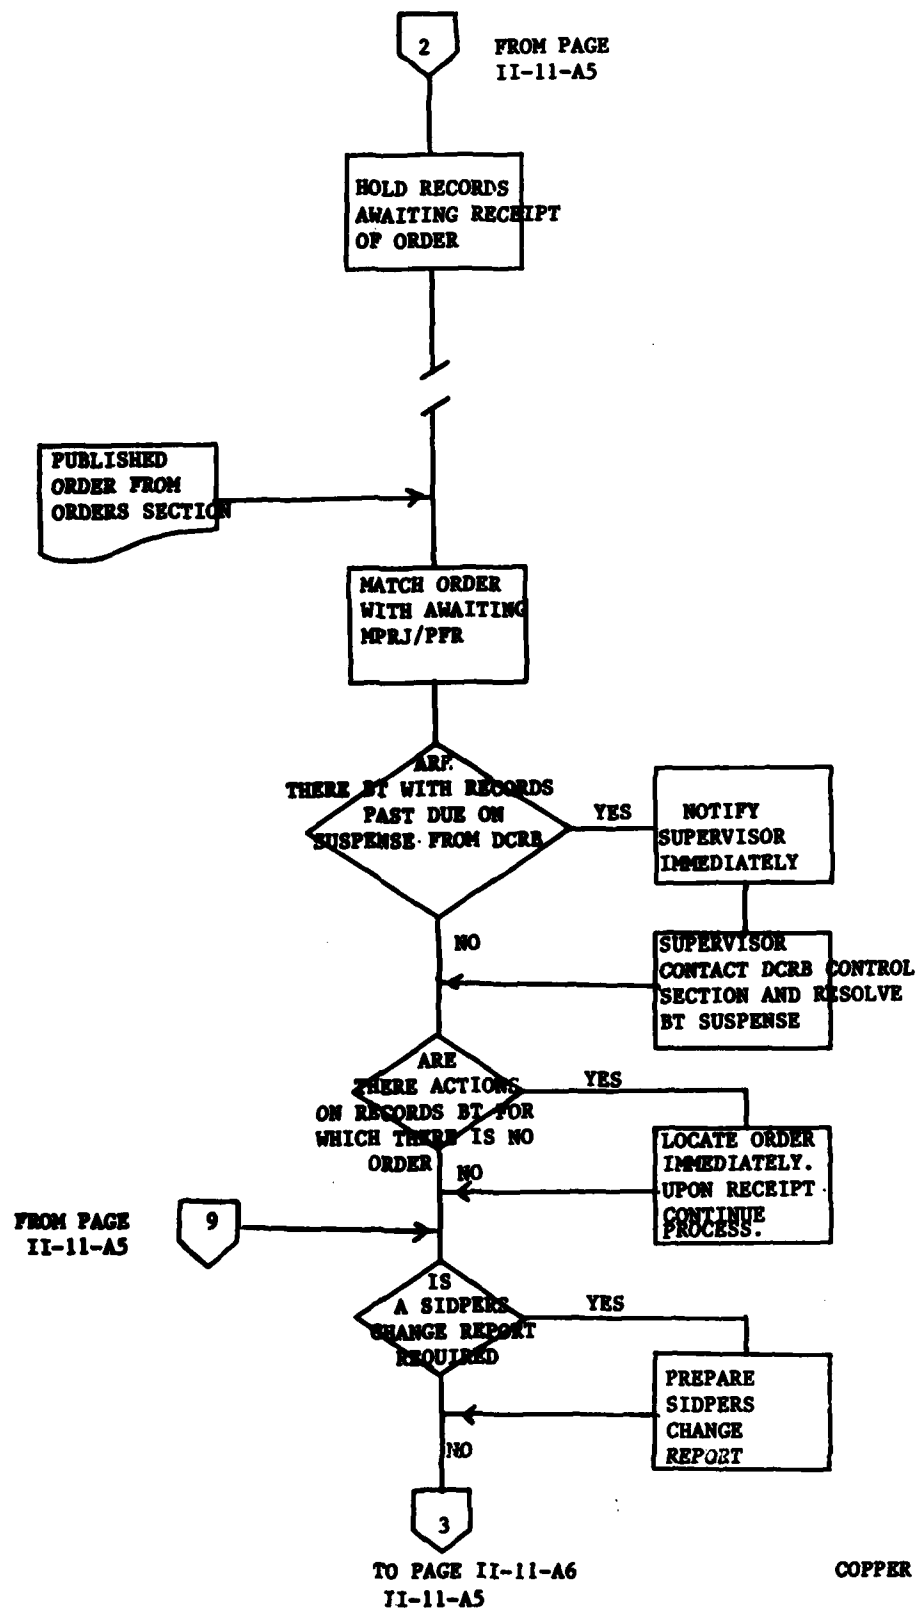 2
FROM PAGE
II-11-A5
HOLD RECORDS
AWAITING RECEIPT
OF ORDER
PUBLISHED
ORDER FROM
ORDERS SECTION
MATCH ORDER
WITH AWAITING
MPRJ/PFR
ARE
THERE BT WITH RECORDS
PAST DUE ON
SUSPENSE FROM DCRB
YES
NOTIFY
SUPERVISOR
IMMEDIATELY
NO
SUPERVISOR
CONTACT DCRB CONTROL
SECTION AND RESOLVE
BT SUSPENSE
ARE
THERE ACTIONS
ON RECORDS BT FOR
WHICH THERE IS NO
ORDER
YES
LOCATE ORDER
IMMEDIATELY.
UPON RECEIPT
CONTINUE
PROCESS.
NO
FROM PAGE
II-11-A5
9
IS
A SIDPERS
CHANGE REPORT
REQUIRED
YES
PREPARE
SIDPERS
CHANGE
REPORT
NO
3
TO PAGE II-11-A6
II-11-A5
COPPER